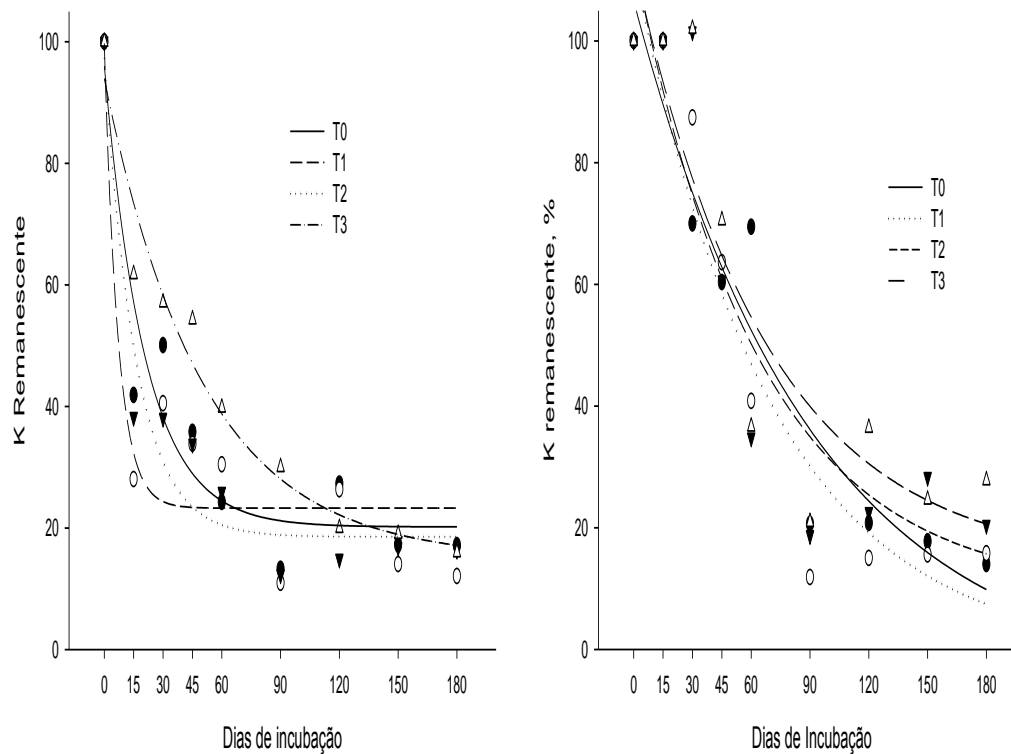 K Remanescente
100
80
60
40
20
0
T0
T1
T2
T3
0 15 30 45 60 90 120 150 180
Dias de incubação
K remanescente, %
100
80
60
40
20
0
T0
T1
T2
T3
0 15 30 45 60 90 120 150 180
Dias de Incubação